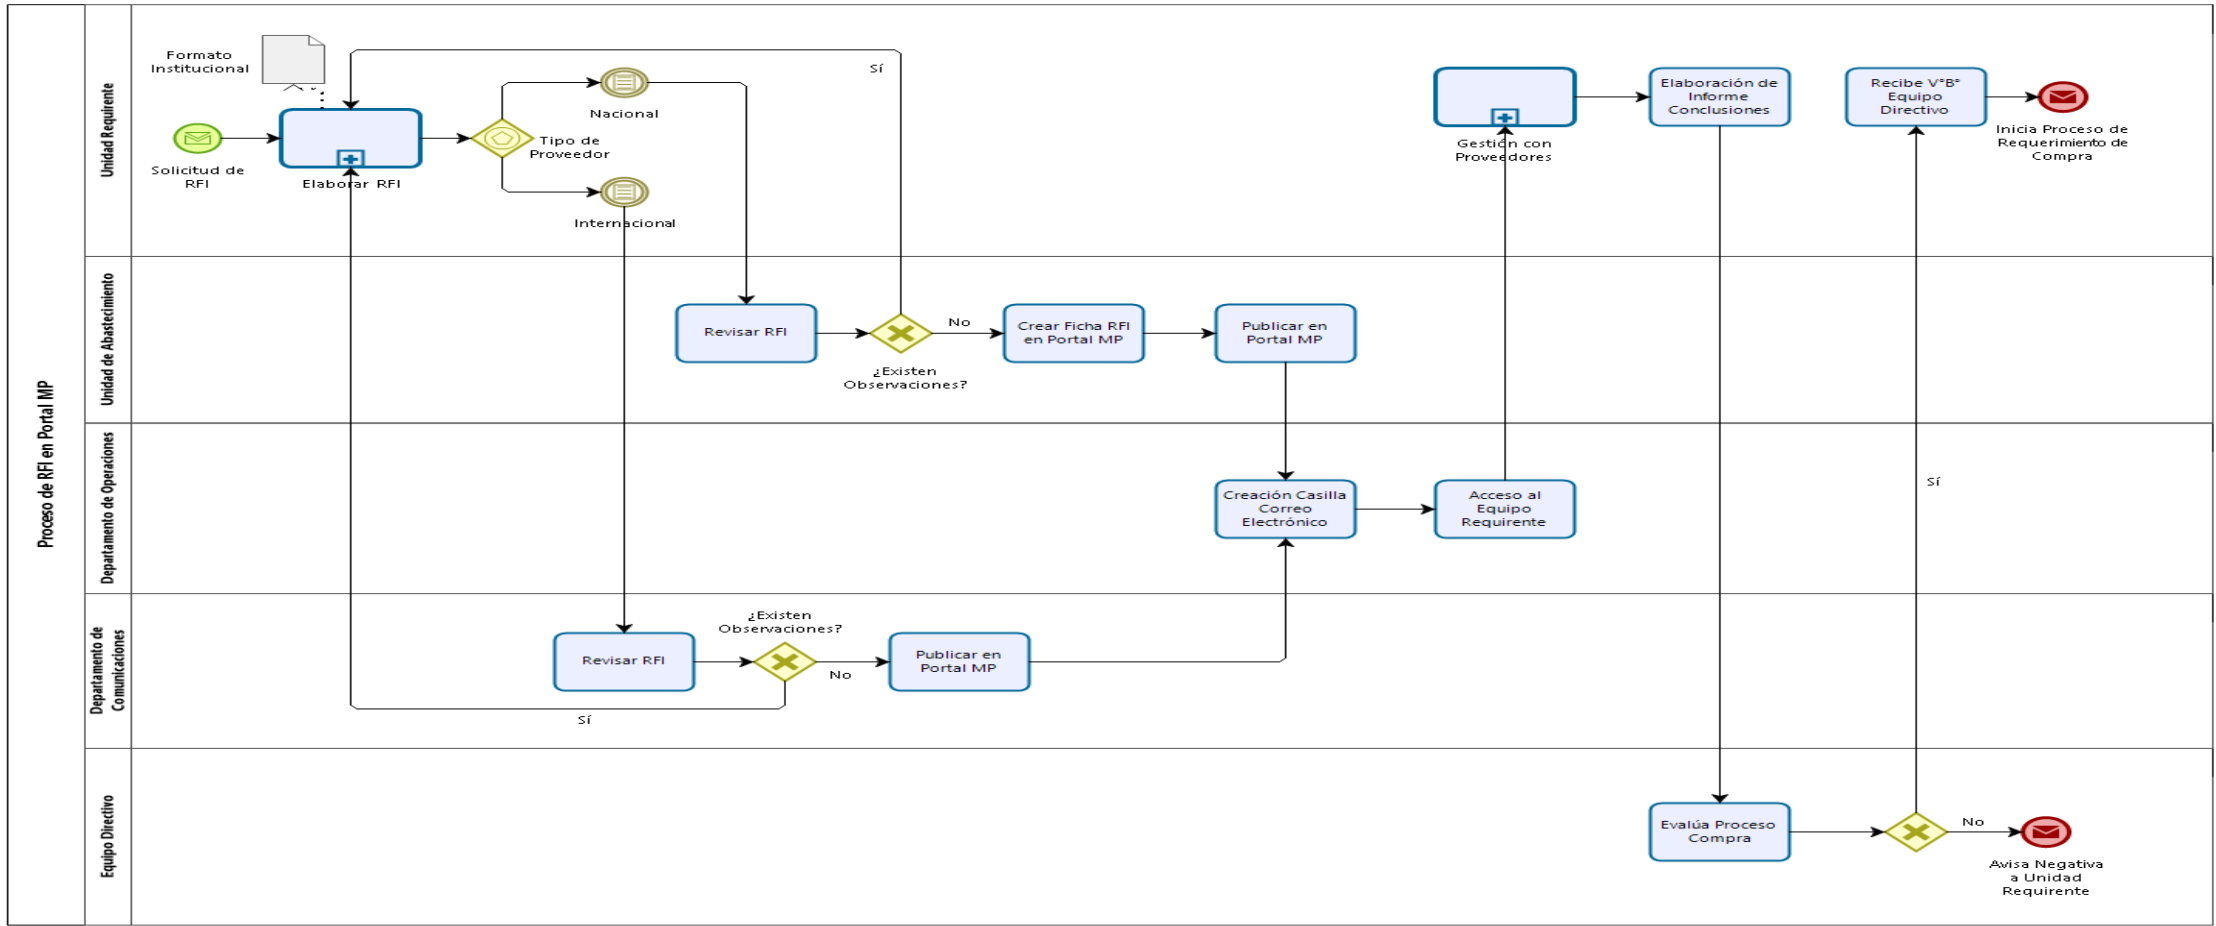 Proceso de RFI en Portal MP
Unidad Requirente
Formato
Institucional
Solicitud de
RFI
Elaborar RFI
Tipo de
Proveedor
Nacional
Internacional
Sí
Gestión con
Proveedores
Elaboración de
Informe
Conclusiones
Recibe V°B°
Equipo
Directivo
Inicia Proceso de
Requerimiento de
Compra
Unidad de Abastecimiento
Revisar RFI
¿Existen
Observaciones?
No
Crear Ficha RFI
en Portal MP
Publicar en
Portal MP
Departamento de Operaciones
Creación Casilla
Correo
Electrónico
Acceso al
Equipo
Requirente
Sí
Departamento de
Comunicaciones
Revisar RFI
¿Existen
Observaciones?
No
Sí
Publicar en
Portal MP
Equipo Directivo
Evalúa Proceso
Compra
No
Avisa Negativa
a Unidad
Requirente